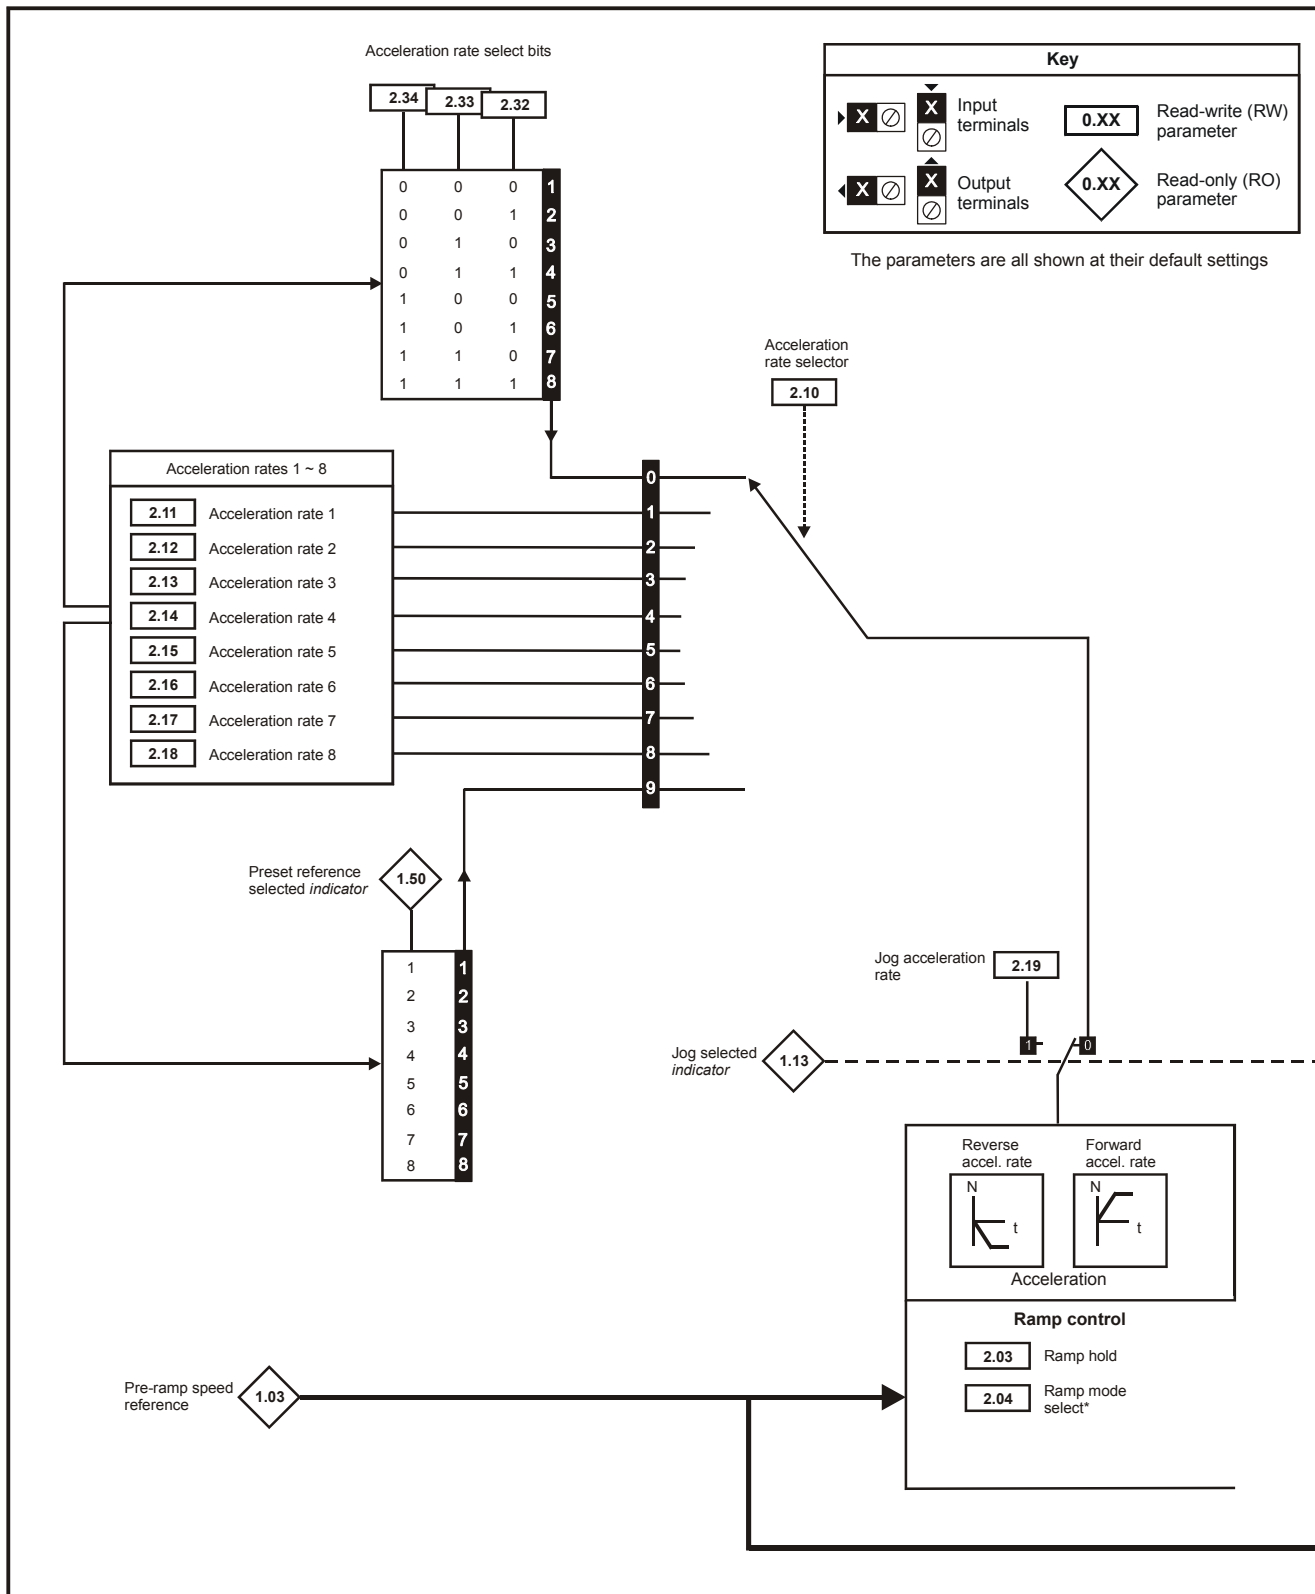 Acceleration rate select bits
2.34 2.33 2.32
0 0 0 1
0 0 1 2
0 1 0 3
0 1 1 4
1 0 0 5
1 0 1 6
1 1 0 7
1 1 1 8
Key
X
X
Input
terminals
0.XX
Read-write (RW)
parameter
X
X
Output
terminals
0.XX
Read-only (RO)
parameter
The parameters are all shown at their default settings
Acceleration
rate selector
2.10
Acceleration rates 1 ~ 8
2.11 Acceleration rate 1
2.12 Acceleration rate 2
2.13 Acceleration rate 3
2.14 Acceleration rate 4
2.15 Acceleration rate 5
2.16 Acceleration rate 6
2.17 Acceleration rate 7
2.18 Acceleration rate 8
0
1
2
3
4
5
6
7
8
9
Preset reference
selected indicator
1.50
1 1
2 2
3 3
4 4
5 5
6 6
7 7
8 8
Jog acceleration
rate
2.19
1 0
Jog selected
indicator
1.13
Reverse
accel. rate
N
t
Forward
accel. rate
N
t
Acceleration
Ramp control
2.03 Ramp hold
2.04 Ramp mode
select*
Pre-ramp speed
reference
1.03